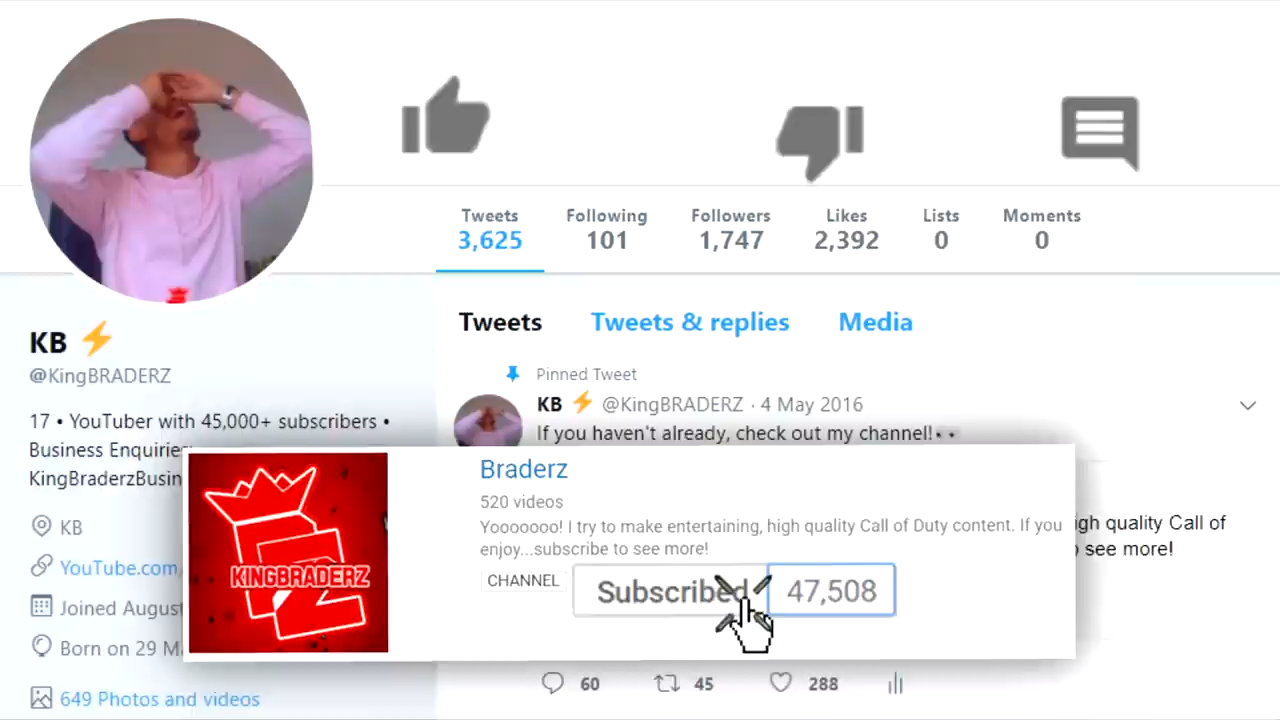 Tweets Following Followers Likes Lists Moments
3,625 101 1,747 2,392 0 0
KB
@KingBRADERZ
17 • YouTuber with 45,000+ subscribers •
Business Enquiries
KingBraderzBusin
KB
YouTube.com
Joined August
Born on 29 M
649 Photos and videos
Tweets Tweets & replies Media
Pinned Tweet
KB @KingBRADERZ · 4 May 2016
If you haven't already, check out my channel!
KINGBRADERZ
Braderz
520 videos
Yooooooo! I try to make entertaining, high quality Call of Duty content. If you
enjoy...subscribe to see more!
CHANNEL Subscribed 47,508
igh quality Call of
see more!
60 45 288